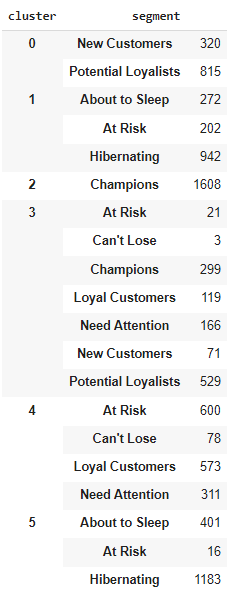 cluster segment
0 New Customers 320
Potential Loyalists 815
1 About to Sleep 272
At Risk 202
Hibernating 942
2 Champions 1608
3 At Risk 21
Can't Lose 3
Champions 299
Loyal Customers 119
Need Attention 166
New Customers 71
Potential Loyalists 529
4 At Risk 600
Can't Lose 78
Loyal Customers 573
Need Attention 311
5 About to Sleep 401
At Risk 16
Hibernating 1183